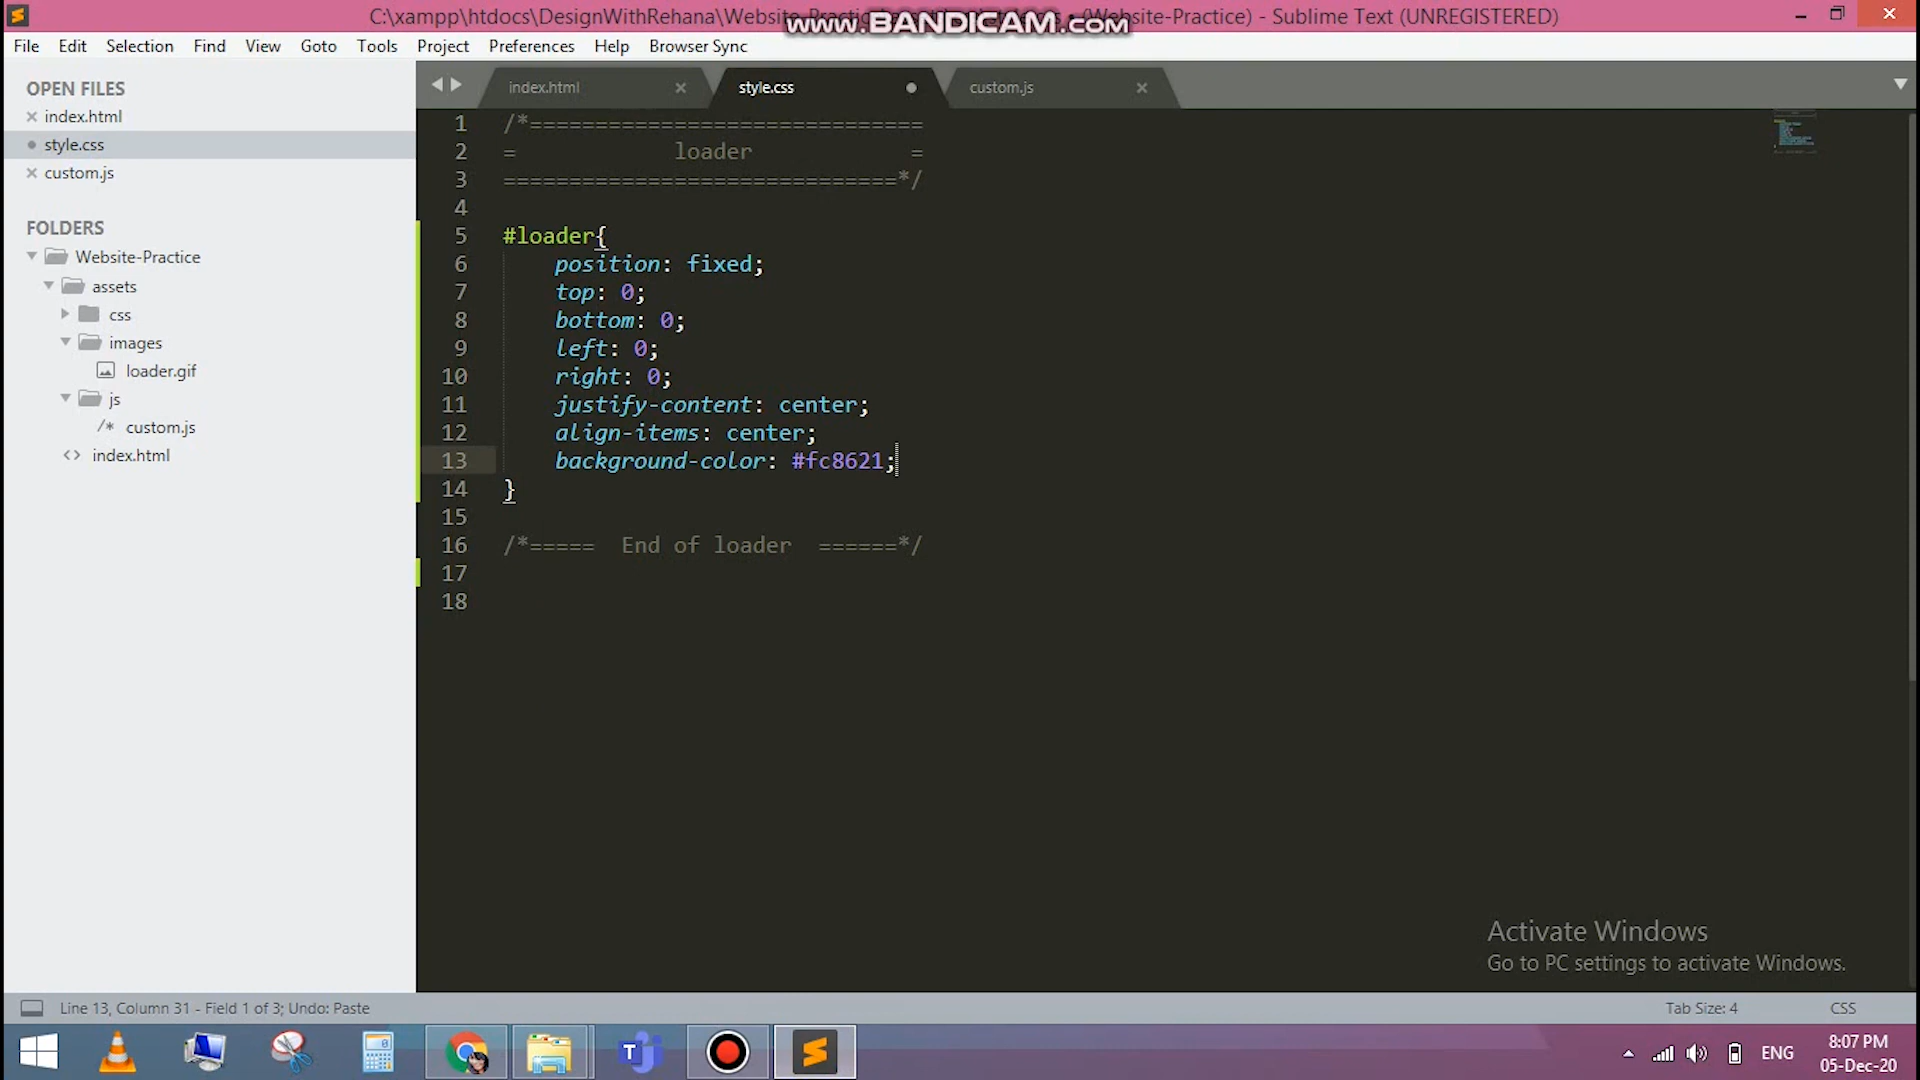 C:\xampp\htdocs\DesignWithRehana\Website-Practice (Website-Practice) - Sublime Text (UNREGISTERED)
www.BANDICAM.com
File Edit Selection Find View Goto Tools Project Preferences Help Browser Sync
OPEN FILES
index.html
style.css
custom.js
FOLDERS
Website-Practice
assets
css
images
loader.gif
js
/* custom.js
<> index.html
index.html style.css custom.js
1 /*==============================
2 = loader =
3 ==============================*/
4
5 #loader{
6 position: fixed;
7 top: 0;
8 bottom: 0;
9 left: 0;
10 right: 0;
11 justify-content: center;
12 align-items: center;
13 background-color: #fc8621;
14 }
15
16 /*===== End of loader ======*/
17
18
Activate Windows
Go to PC settings to activate Windows.
Line 13, Column 31 - Field 1 of 3; Undo: Paste
Tab Size: 4 CSS
ENG
8:07 PM
05-Dec-20